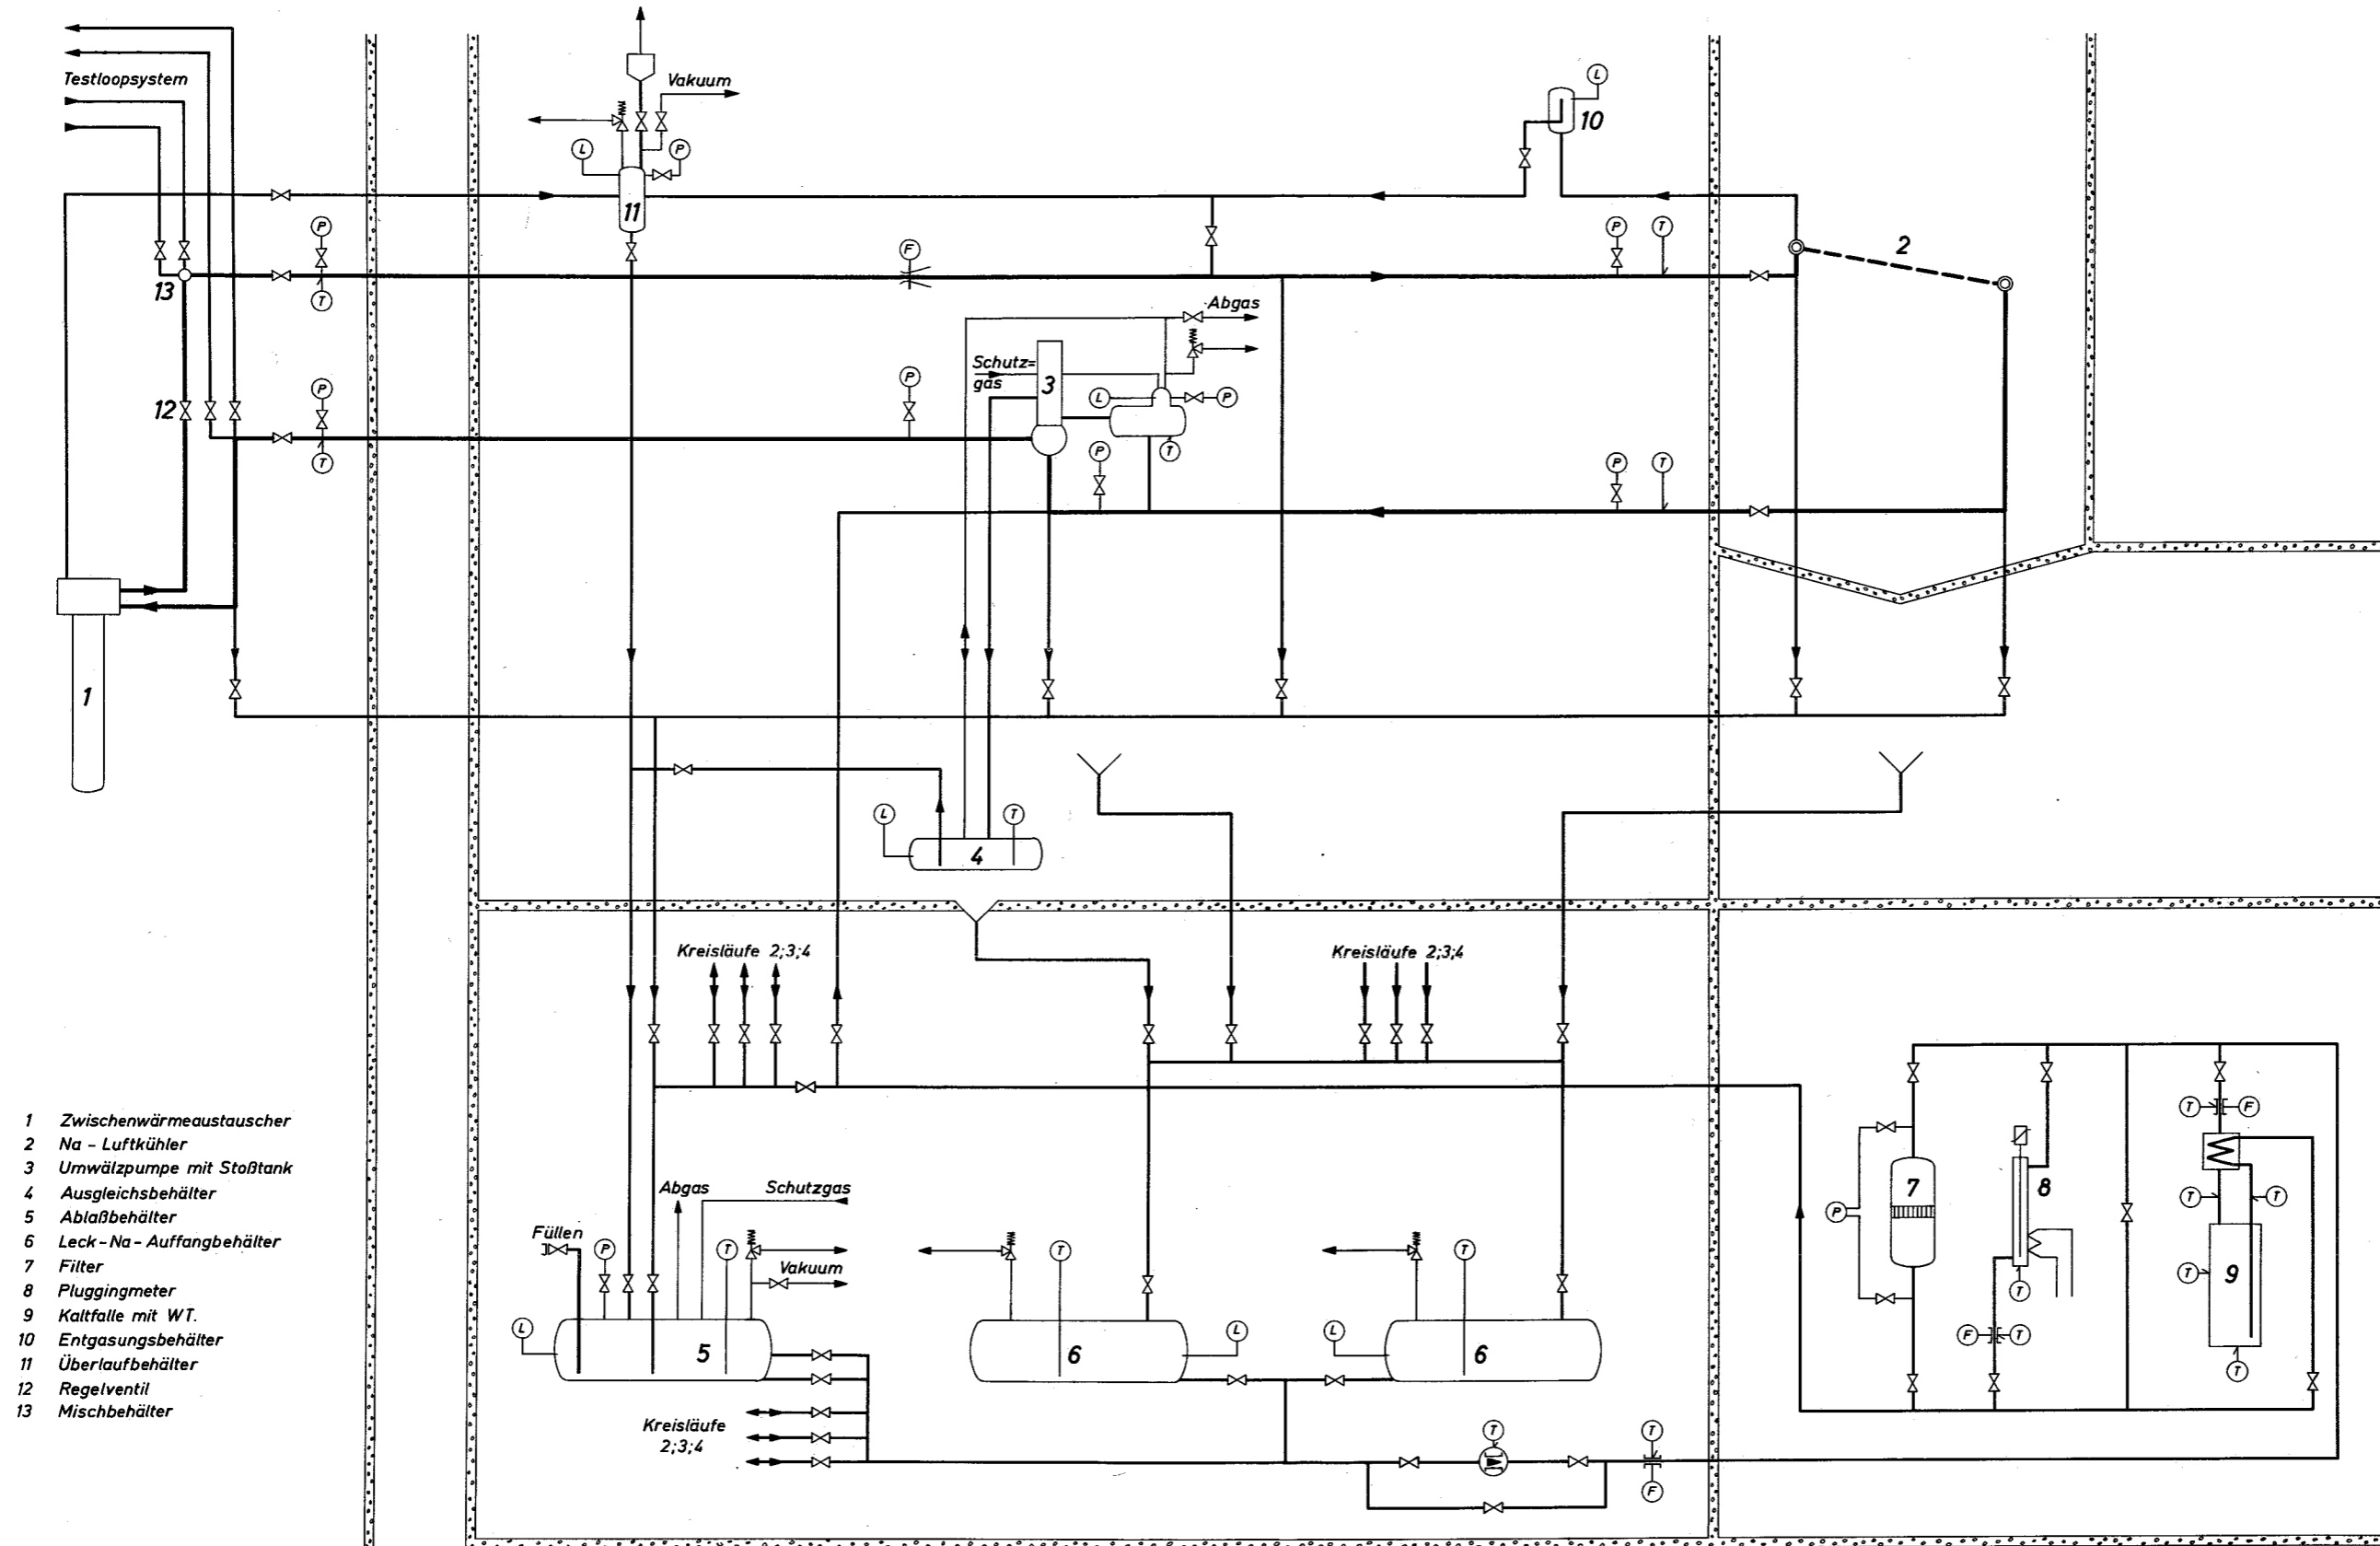 Testloopsystem
Vakuum
L
P
11
L
10
P
T
13
F
P
T
2
Abgas
Schutz=
gas
3
L
P
T
P
12
P
T
P
P
T
1
L
T
4
Kreisläufe 2;3;4
Kreisläufe 2;3;4
Abgas
Schutzgas
Füllen
P
T
Vakuum
L
5
T
6
L
T
L
6
Kreisläufe
2;3;4
T
T
F
P
7
8
T
F
T
T
F
T
T
T
9
T
1 Zwischenwärmeaustauscher
2 Na - Luftkühler
3 Umwälzpumpe mit Stoßtank
4 Ausgleichsbehälter
5 Ablaßbehälter
6 Leck-Na-Auffangbehälter
7 Filter
8 Pluggingmeter
9 Kaltfalle mit WT.
10 Entgasungsbehälter
11 Überlaufbehälter
12 Regelventil
13 Mischbehälter